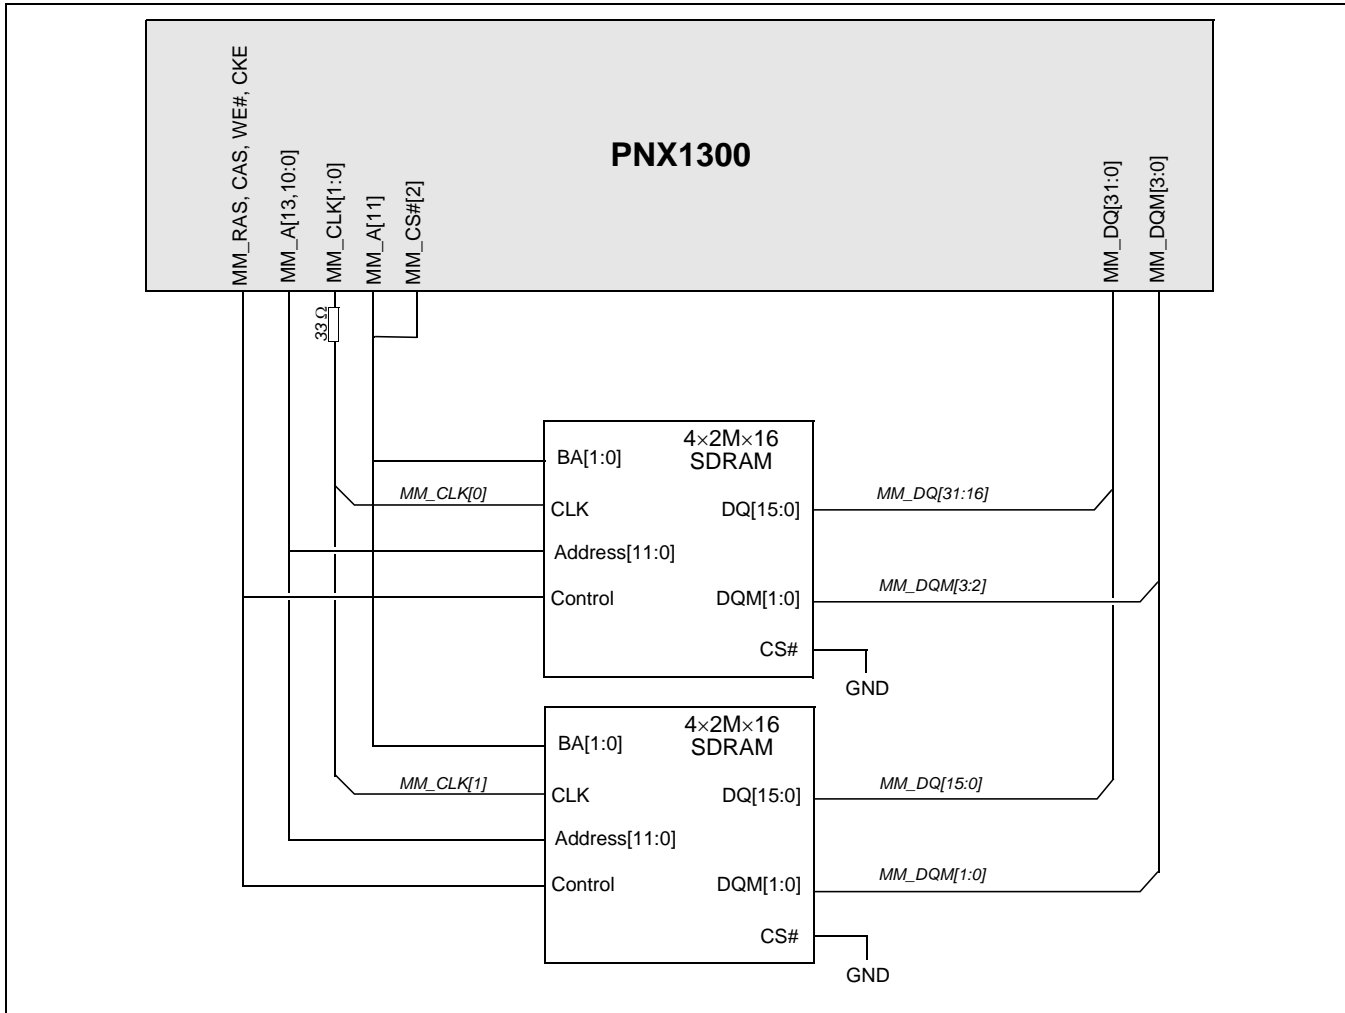 PNX1300
MM_RAS, CAS, WE#, CKE
MM_A[13,10:0]
MM_CLK[1:0]
MM_A[11]
MM_CS#[2]
MM_DQ[31:0]
MM_DQM[3:0]
33 Ω
4×2M×16
SDRAM
BA[1:0]
MM_CLK[0]
CLK
DQ[15:0]
MM_DQ[31:16]
Address[11:0]
Control
DQM[1:0]
MM_DQM[3:2]
CS#
GND
4×2M×16
SDRAM
BA[1:0]
MM_CLK[1]
CLK
DQ[15:0]
MM_DQ[15:0]
Address[11:0]
Control
DQM[1:0]
MM_DQM[1:0]
CS#
GND